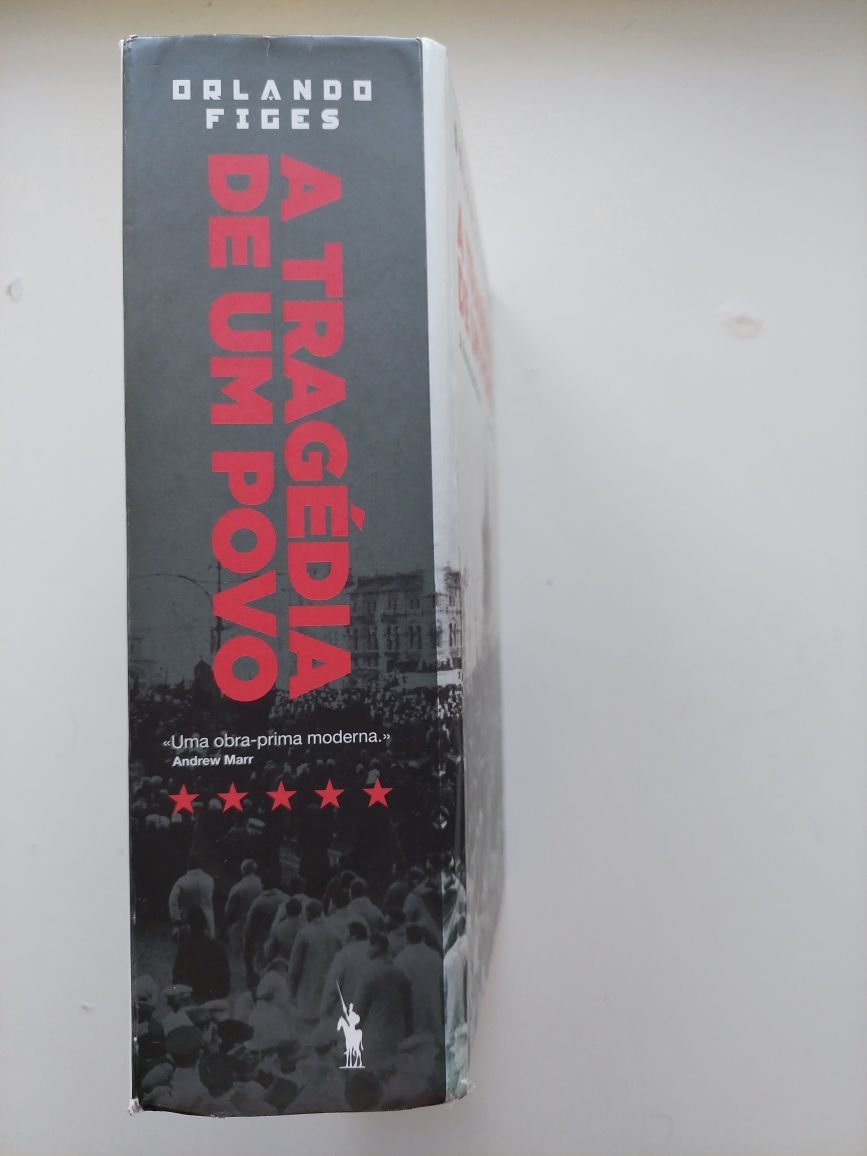 ORLANDO
FIGES
A TRAGÉDIA
DE UM POVO
«Uma obra-prima moderna.»
Andrew Marr